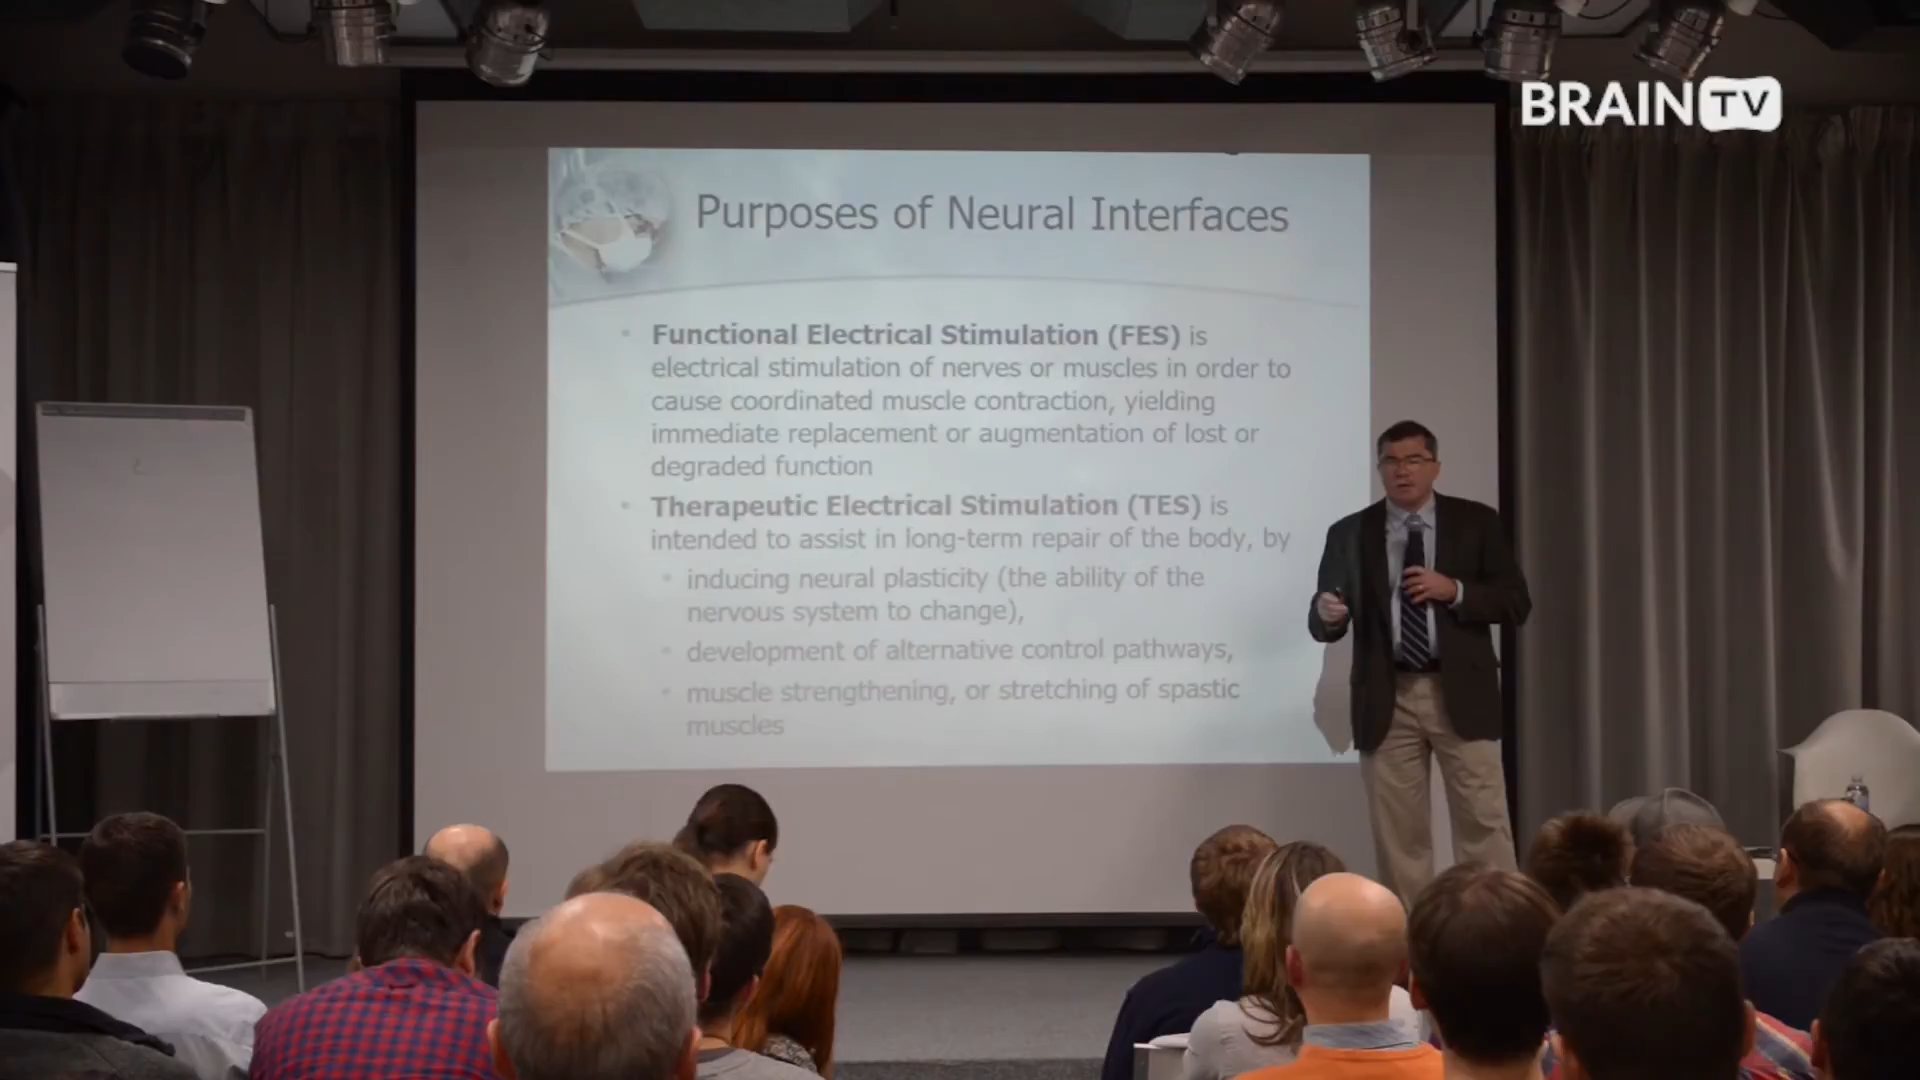 BRAIN TV
Purposes of Neural Interfaces
• Functional Electrical Stimulation (FES) is
electrical stimulation of nerves or muscles in order to
cause coordinated muscle contraction, yielding
immediate replacement or augmentation of lost or
degraded function
• Therapeutic Electrical Stimulation (TES) is
intended to assist in long-term repair of the body, by
• inducing neural plasticity (the ability of the
nervous system to change),
• development of alternative control pathways,
• muscle strengthening, or stretching of spastic
muscles